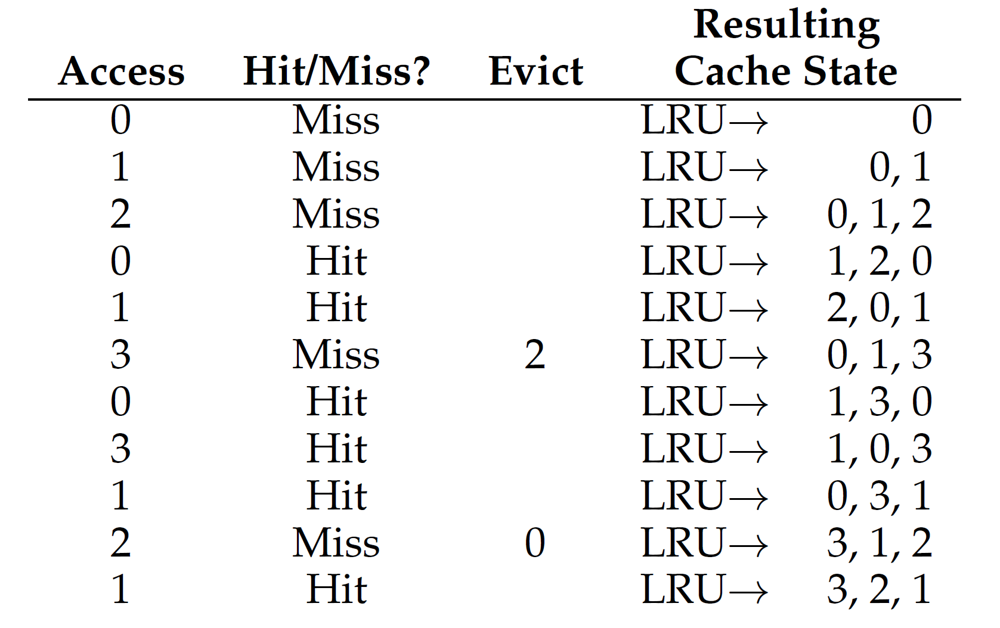 Resulting
Access Hit/Miss? Evict Cache State
0 Miss LRU→ 0
1 Miss LRU→ 0, 1
2 Miss LRU→ 0, 1, 2
0 Hit LRU→ 1, 2, 0
1 Hit LRU→ 2, 0, 1
3 Miss 2 LRU→ 0, 1, 3
0 Hit LRU→ 1, 3, 0
3 Hit LRU→ 1, 0, 3
1 Hit LRU→ 0, 3, 1
2 Miss 0 LRU→ 3, 1, 2
1 Hit LRU→ 3, 2, 1